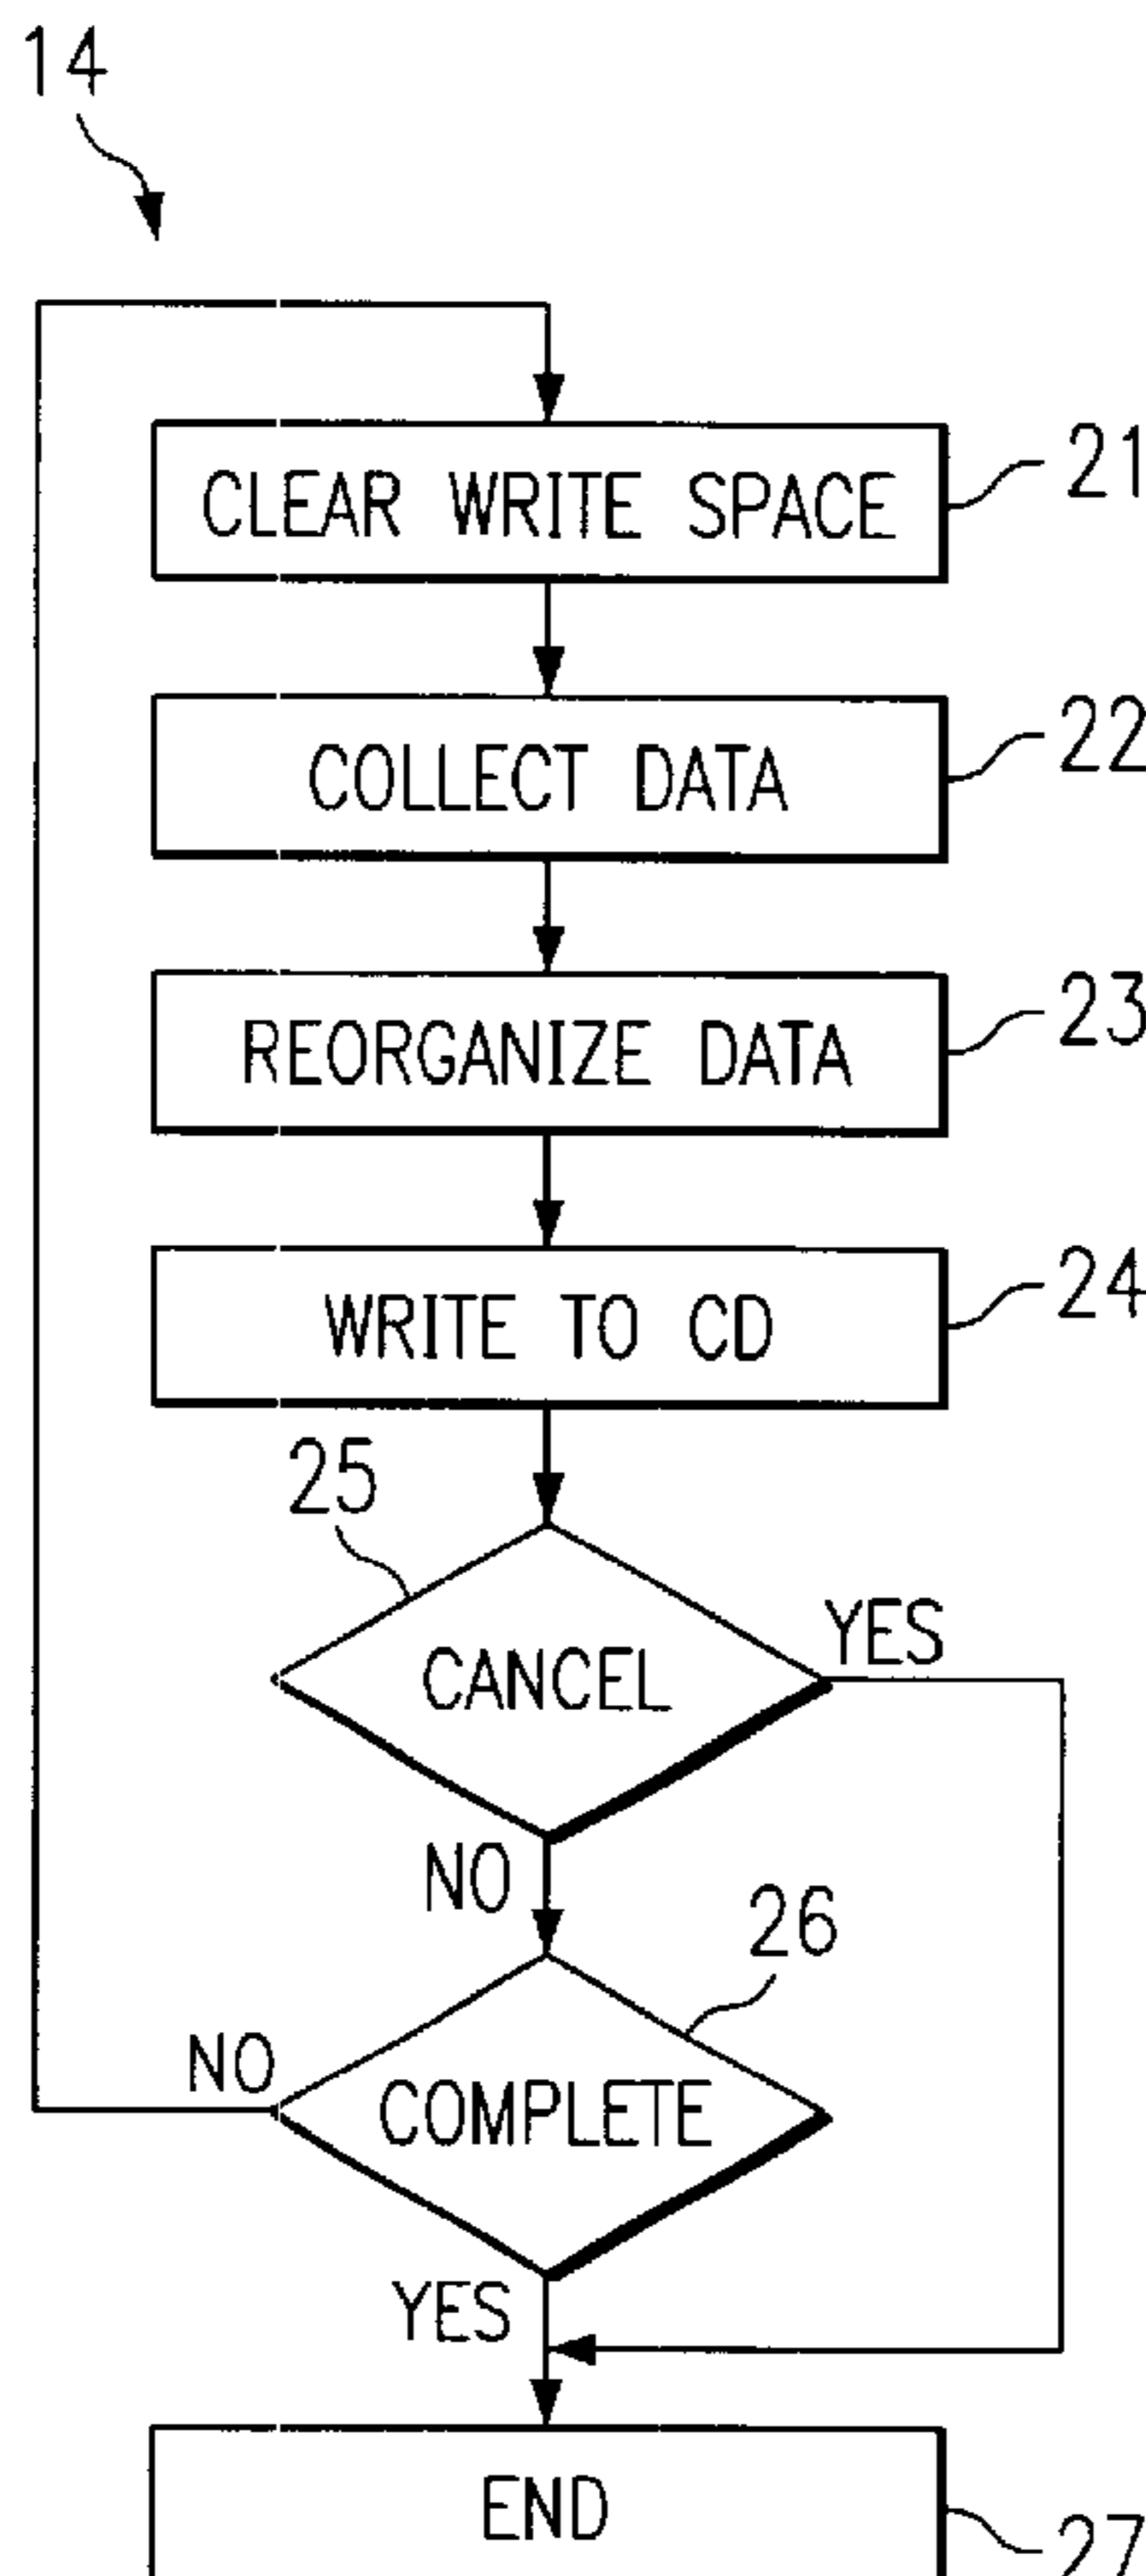 14
CLEAR WRITE SPACE
21
COLLECT DATA
22
REORGANIZE DATA
23
WRITE TO CD
24
25
CANCEL
YES
NO
26
NO
COMPLETE
YES
END
27